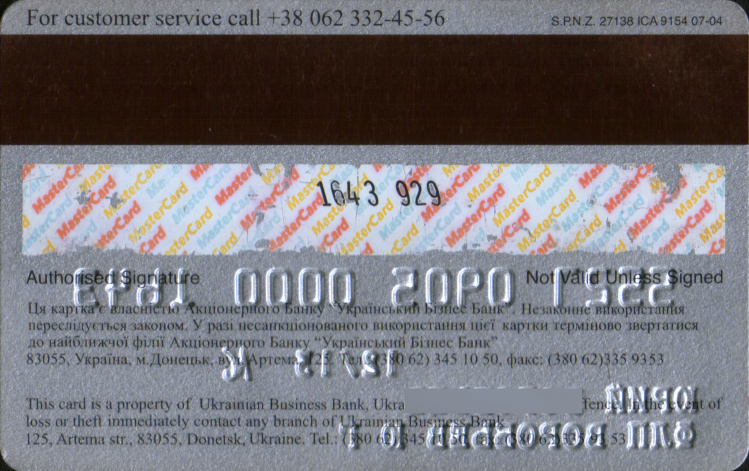 For customer service call +38 062 332-45-56
S.P.N.Z. 27138 ICA 9154 07-04
MasterCard
1643 929
Authorised Signature
Not Valid Unless Signed
Ця картка є власністю Акціонерного Банку "Український Бізнес Банк". Незаконне використання
переслідується законом. У разі несанкціонованого використання цієї картки терміново звертатися
до найближчої філії Акціонерного Банку "Український Бізнес Банк"
83055, Україна, м.Донецьк, вул. Артема, 125. Тел.: (380 62) 345 10 50, факс: (380 62)335 9353
This card is a property of Ukrainian Business Bank, Ukra in the event of
loss or theft immediately contact any branch of Ukrainian Business Bank
125, Artema str., 83055, Donetsk, Ukraine. Tel.: (380 62) 345